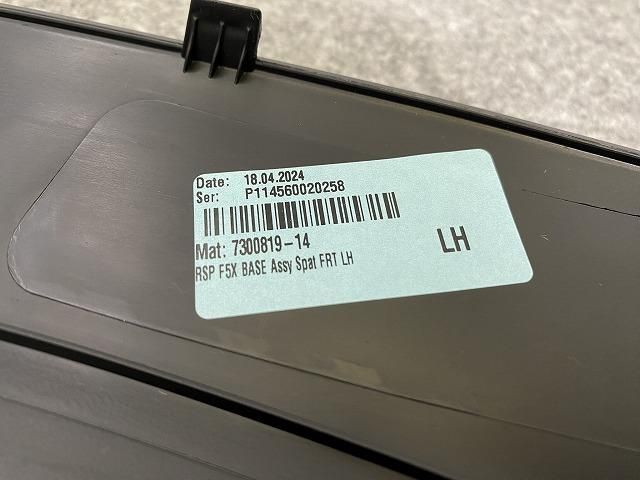 Date: 18.04.2024
Ser: P114560020258
Mat: 7300819-14
RSP F5X BASE Assy Spat FRT LH
LH